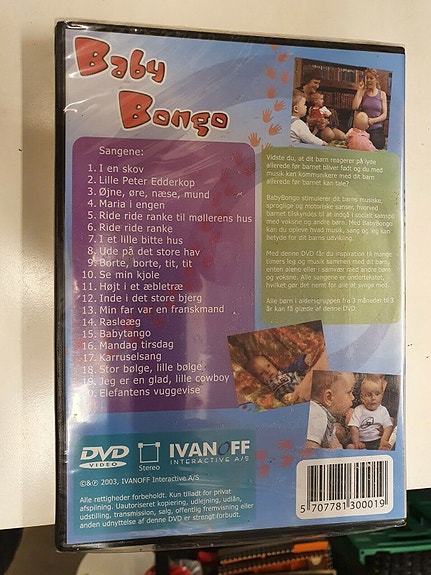 Baby
Bongo
Sangene:
1. I en skov
2. Lille Peter Edderkop
3. Øjne, øre, næse, mund
4. Maria i engen
5. Ride ride ranke til møllerens hus
6. Ride ride ranke
7. I et lille bitte hus
8. Ude på det store hav
9. Borte, borte, tit, tit
10. Se min kjole
11. Højt i et æbletræ
12. Inde i det store bjerg
13. Min far var en franskmand
14. Rasleæg
15. Babytango
16. Mandag tirsdag
17. Karruselsang
18. Stor bølge, lille bølge
19. Jeg er en glad, lille cowboy
20. Elefantens vuggevise
Vidste du, at dit barn reagerer på lyde
allerede før barnet bliver født og du med
musik kan kommunikere med dit barn
allerede før barnet kan tale?
BabyBongo stimulerer dit barns musiske,
sproglige og motoriske sanser, hvormed
barnet tilskyndes til at indgå i socialt samspil
med voksne og andre børn. Med BabyBongo
kan du opleve hvad musik, sang og leg kan
betyde for dit barns udvikling.
Med denne DVD får du inspiration til mange
timers leg og musik sammen med dit barn,
enten alene eller i samvær med andre børn
og voksne. Alle sangene er undertekstet,
hvilket gør det nemt for alle at synge med.
Alle børn i aldersgruppen fra 3 måneder til 3
år kan få glæde af denne DVD.
DVD
VIDEO
Stereo
IVANOFF
INTERACTIVE A/S
©&℗ 2003, IVANOFF Interactive A/S
Alle rettigheder forbeholdt. Kun tilladt for privat
afspilning. Uautoriseret kopiering, udlejning, udlån,
udstilling, transmission, salg, offentlig fremvisning eller
anden udnyttelse af denne DVD er strengt forbudt.
5 707781 300019